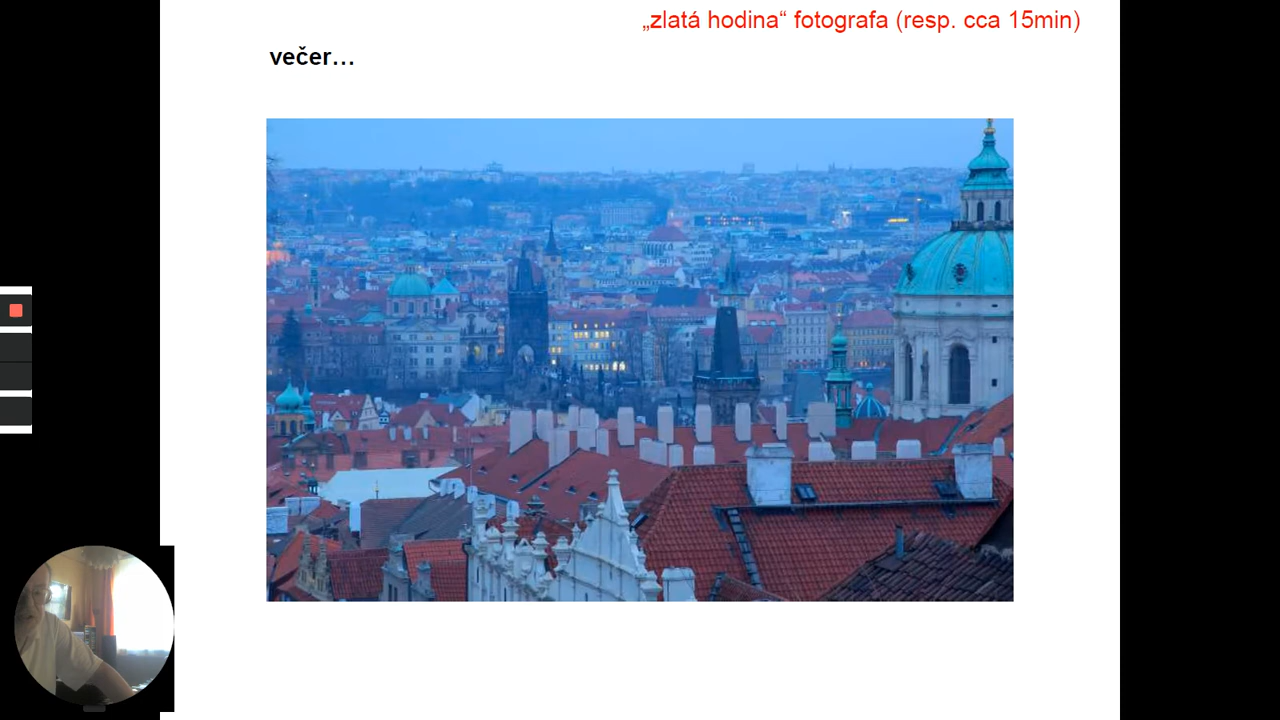 „zlatá hodina“ fotografa (resp. cca 15min)
večer…